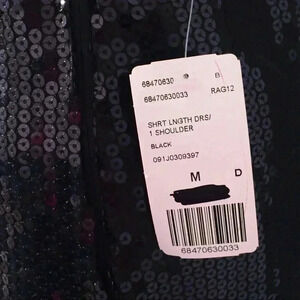 68470630 B
68470630033 RAG12
SHRT LNGTH DRS/
1 SHOULDER
BLACK
091J0309397
M D
68470630033